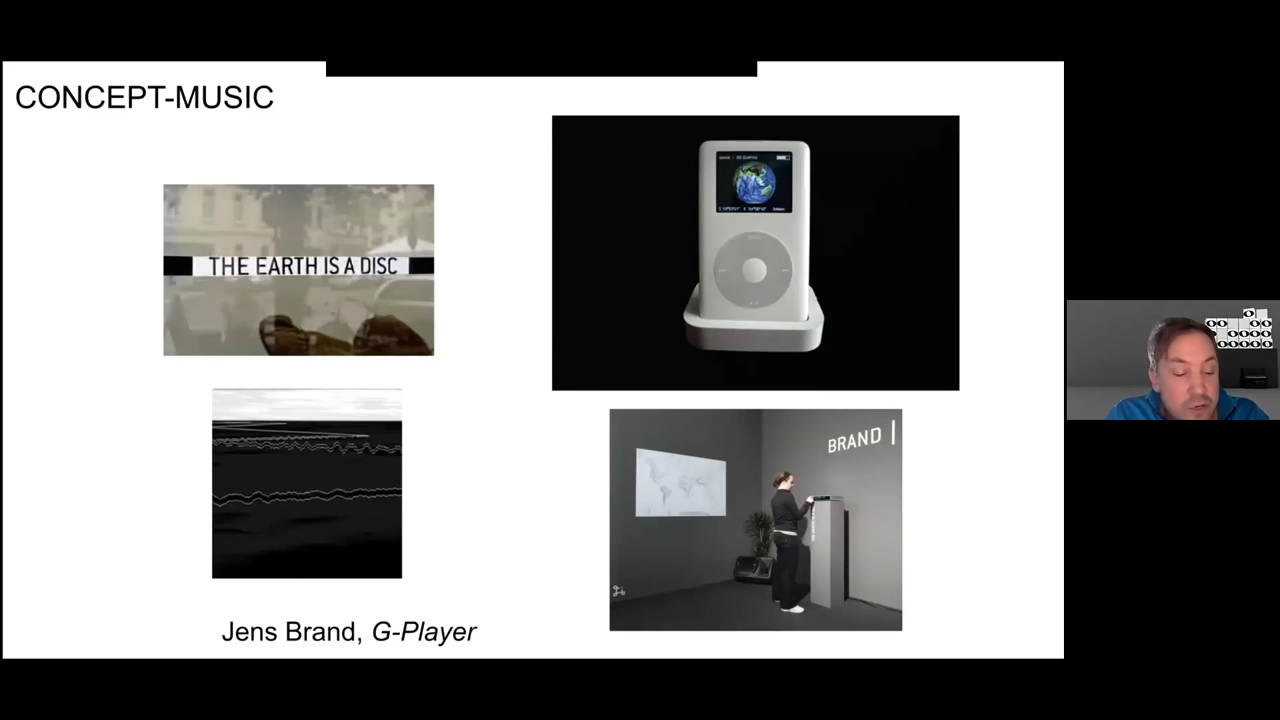 CONCEPT-MUSIC
THE EARTH IS A DISC
BRAND
Jens Brand, G-Player